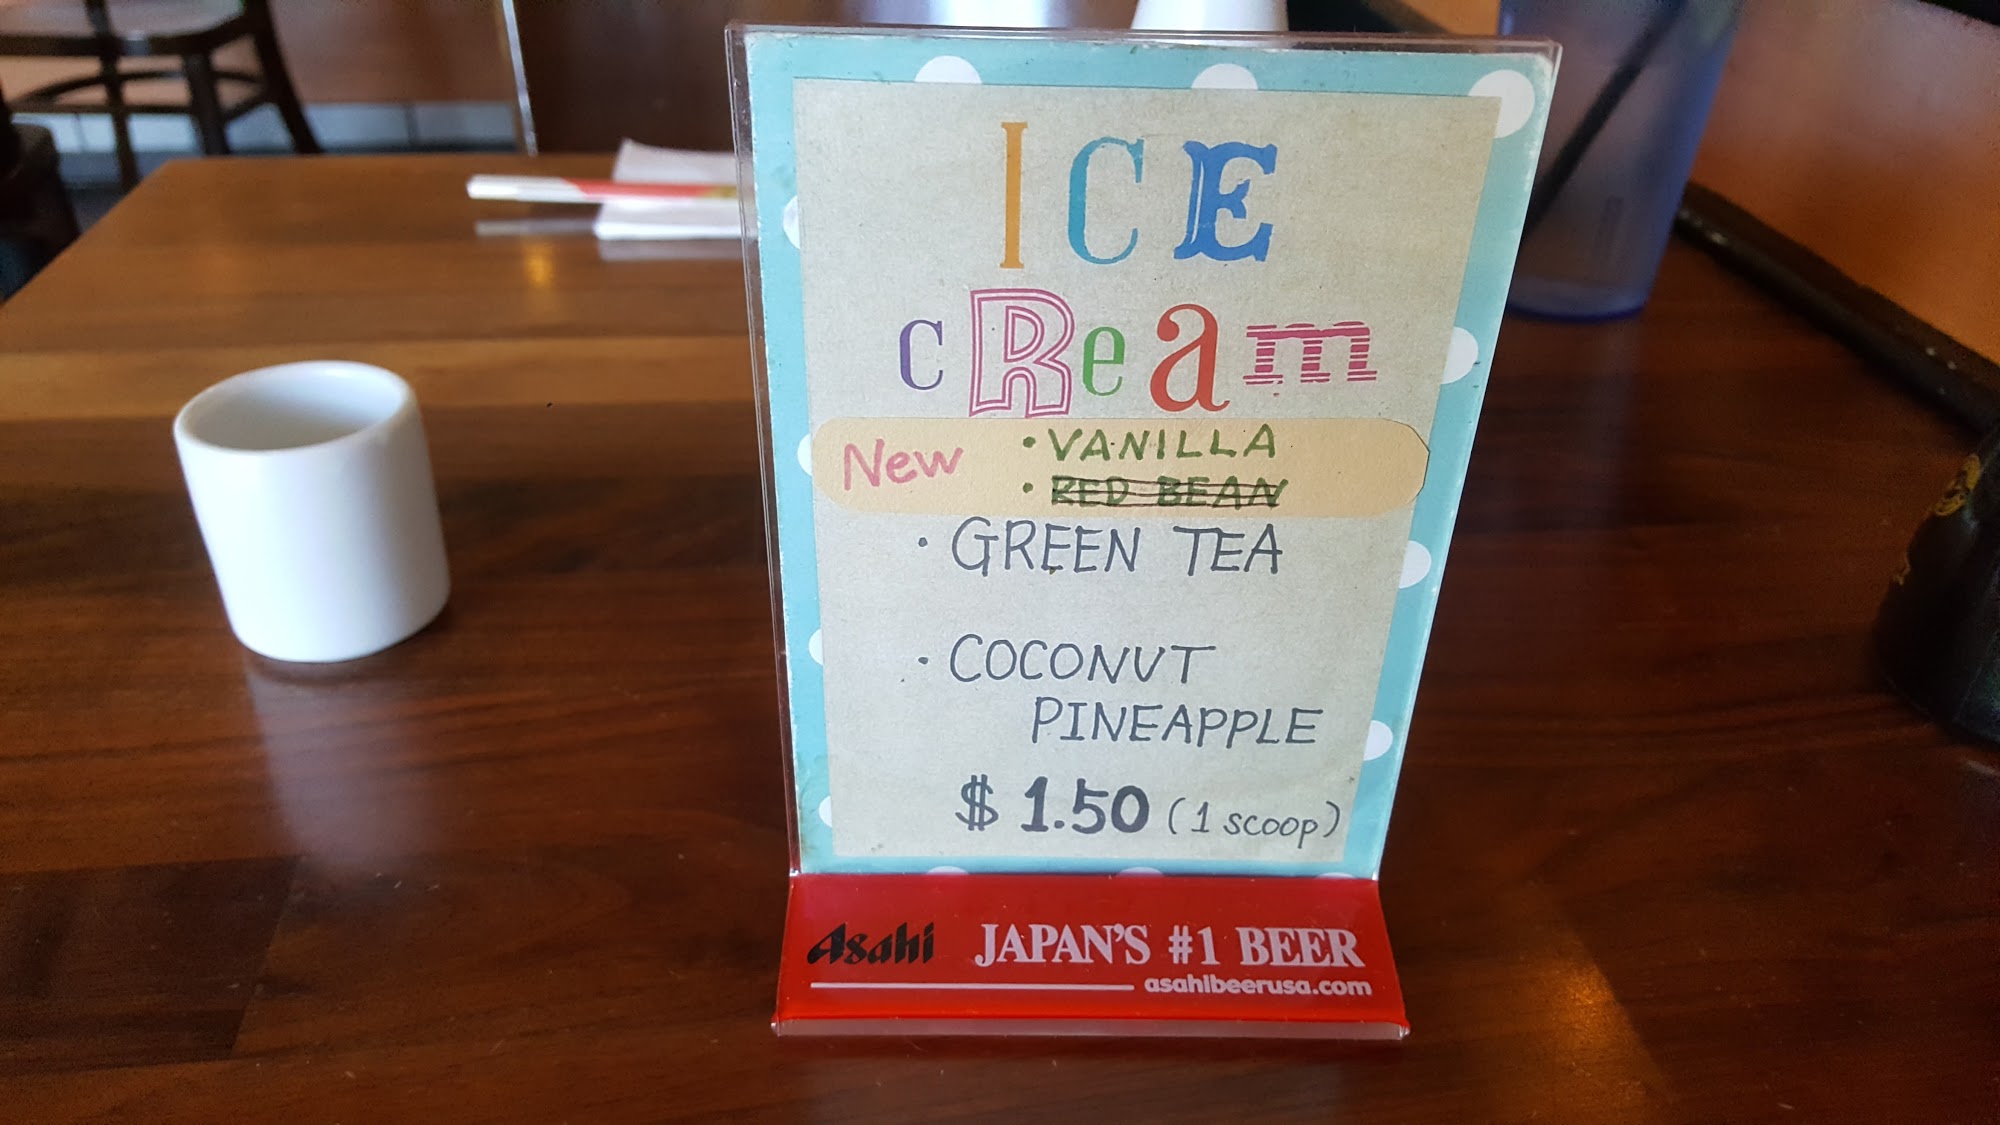 ICE
cReam
New
• VANILLA
• RED BEAN
• GREEN TEA
• COCONUT
PINEAPPLE
$ 1.50 (1 scoop)
Asahi JAPAN'S #1 BEER
asahibeerusa.com